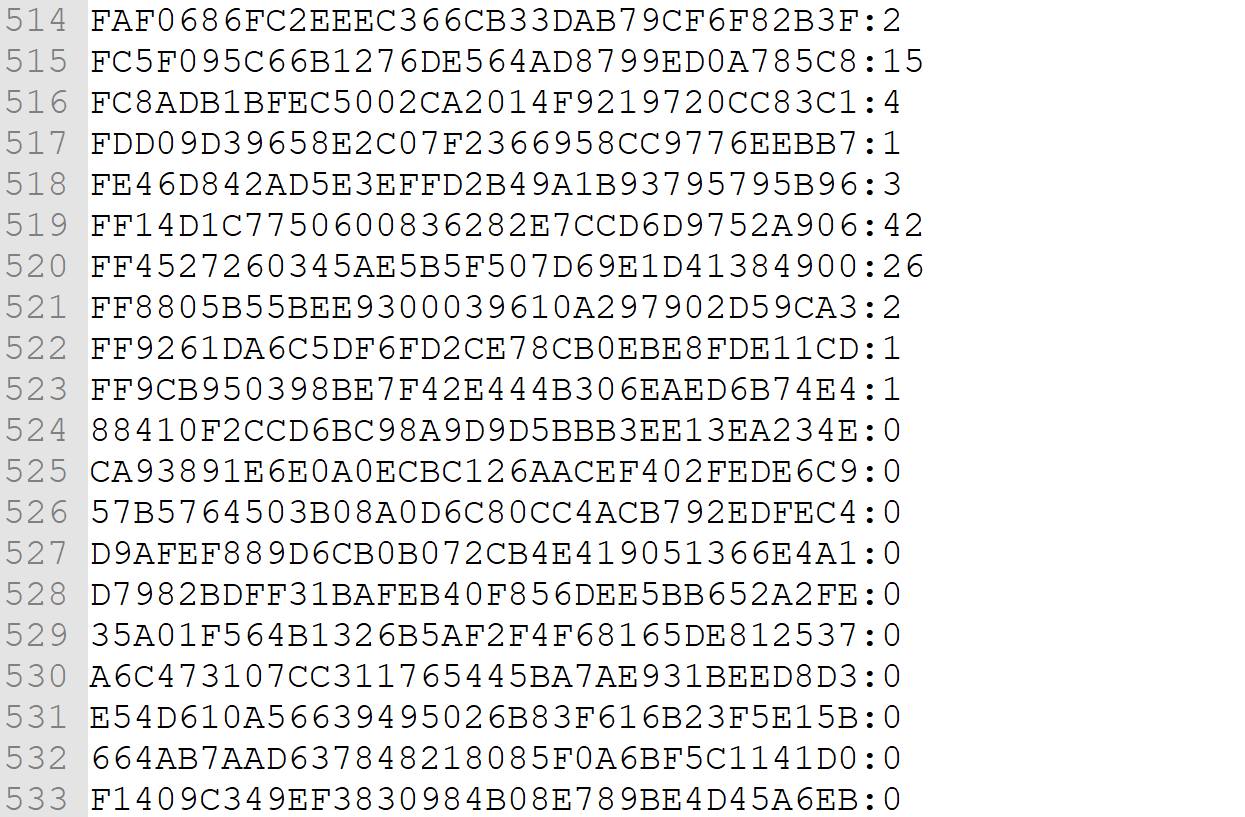 514 FAF0686FC2EEEC366CB33DAB79CF6F82B3F:2
515 FC5F095C66B1276DE564AD8799ED0A785C8:15
516 FC8ADB1BFEC5002CA2014F9219720CC83C1:4
517 FDD09D39658E2C07F2366958CC9776EEBB7:1
518 FE46D842AD5E3EFFD2B49A1B93795795B96:3
519 FF14D1C7750600836282E7CCD6D9752A906:42
520 FF4527260345AE5B5F507D69E1D41384900:26
521 FF8805B55BEE9300039610A297902D59CA3:2
522 FF9261DA6C5DF6FD2CE78CB0EBE8FDE11CD:1
523 FF9CB950398BE7F42E444B306EAED6B74E4:1
524 88410F2CCD6BC98A9D9D5BBB3EE13EA234E:0
525 CA93891E6E0A0ECBC126AACEF402FEDE6C9:0
526 57B5764503B08A0D6C80CC4ACB792EDFEC4:0
527 D9AFEF889D6CB0B072CB4E419051366E4A1:0
528 D7982BDFF31BAFEB40F856DEE5BB652A2FE:0
529 35A01F564B1326B5AF2F4F68165DE812537:0
530 A6C473107CC311765445BA7AE931BEED8D3:0
531 E54D610A56639495026B83F616B23F5E15B:0
532 664AB7AAD637848218085F0A6BF5C1141D0:0
533 F1409C349EF3830984B08E789BE4D45A6EB:0